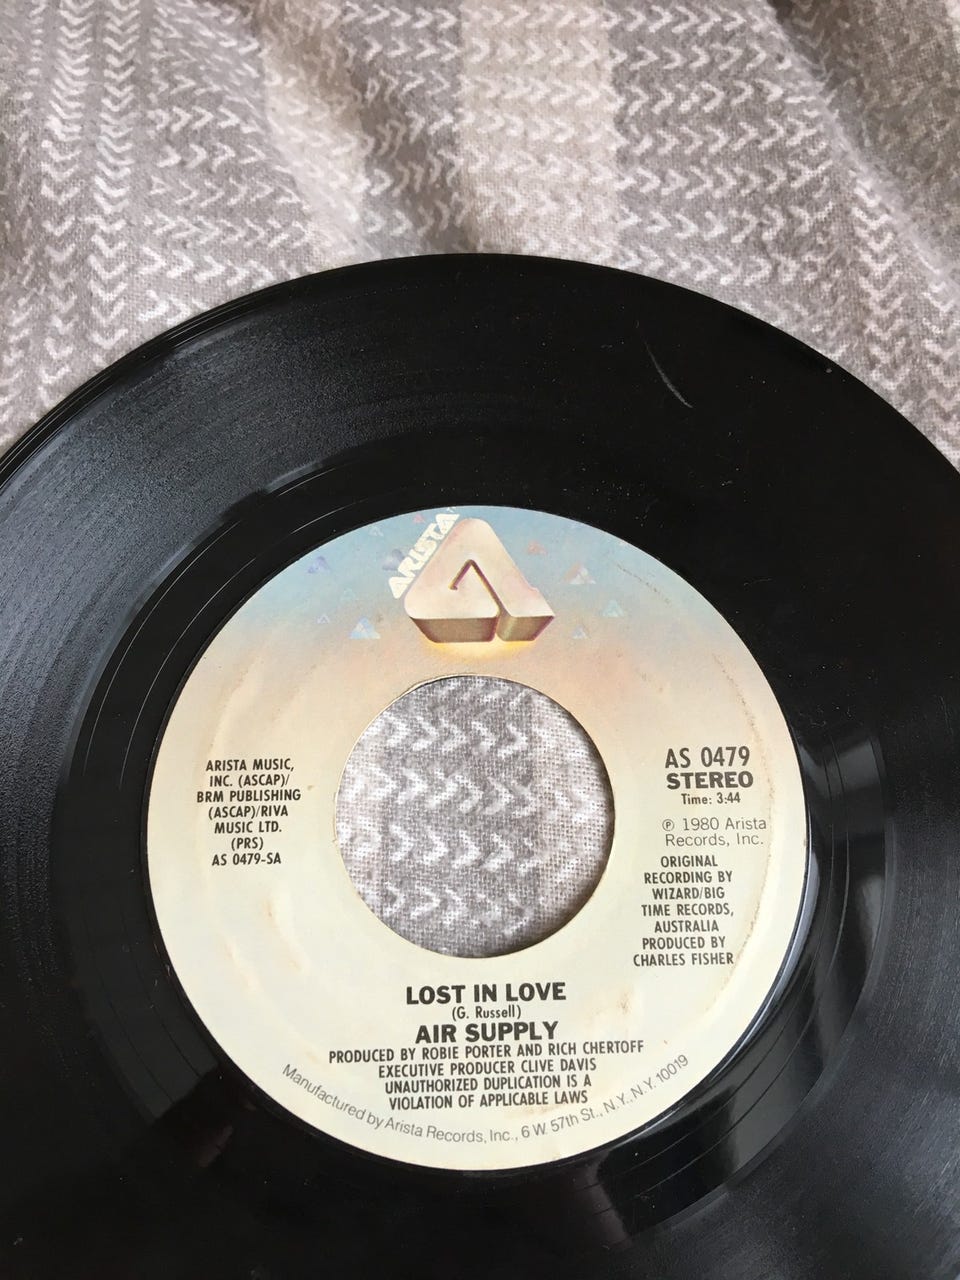 ARISTA
ARISTA MUSIC,
INC. (ASCAP)/
BRM PUBLISHING
(ASCAP)/RIVA
MUSIC LTD.
(PRS)
AS 0479-SA
AS 0479
STEREO
Time: 3:44
℗ 1980 Arista
Records, Inc.
ORIGINAL
RECORDING BY
WIZARD/BIG
TIME RECORDS,
AUSTRALIA
PRODUCED BY
CHARLES FISHER
LOST IN LOVE
(G. Russell)
AIR SUPPLY
PRODUCED BY ROBIE PORTER AND RICH CHERTOFF
EXECUTIVE PRODUCER CLIVE DAVIS
UNAUTHORIZED DUPLICATION IS A
VIOLATION OF APPLICABLE LAWS
Manufactured by Arista Records, Inc., 6 W. 57th St., N.Y., N.Y. 10019